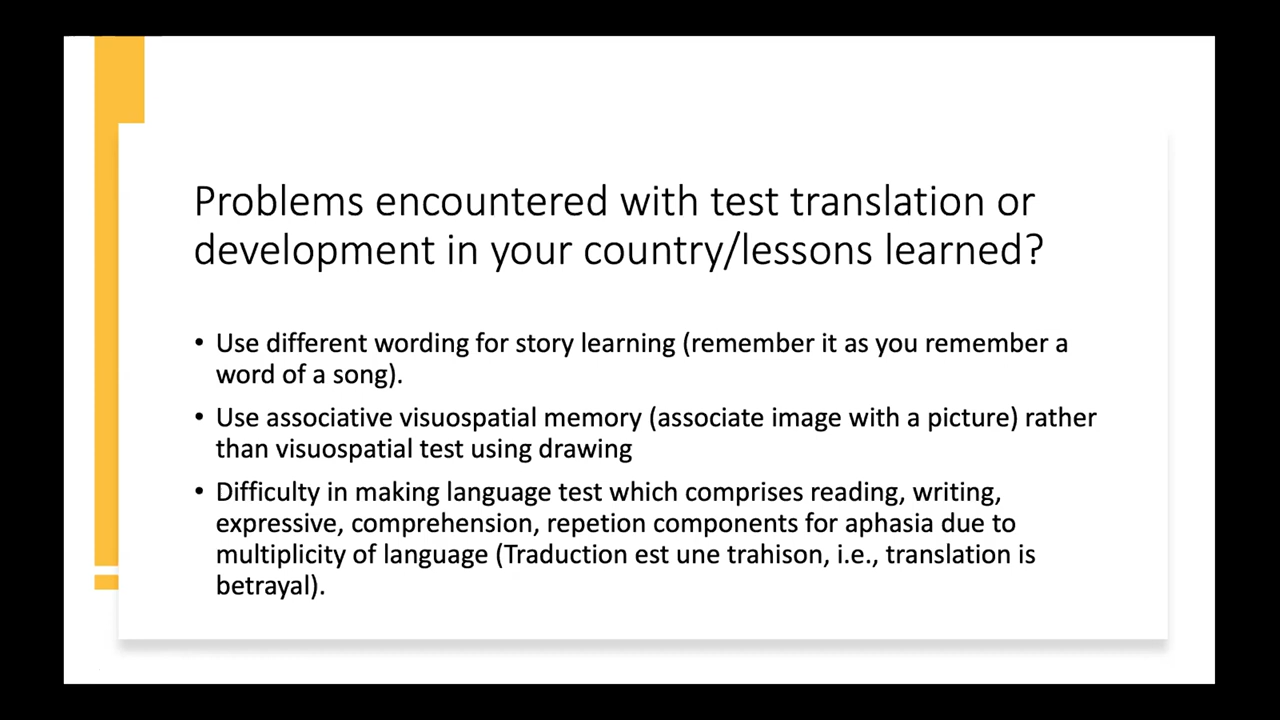 Problems encountered with test translation or
development in your country/lessons learned?
• Use different wording for story learning (remember it as you remember a
word of a song).
• Use associative visuospatial memory (associate image with a picture) rather
than visuospatial test using drawing
• Difficulty in making language test which comprises reading, writing,
expressive, comprehension, repetion components for aphasia due to
multiplicity of language (Traduction est une trahison, i.e., translation is
betrayal).